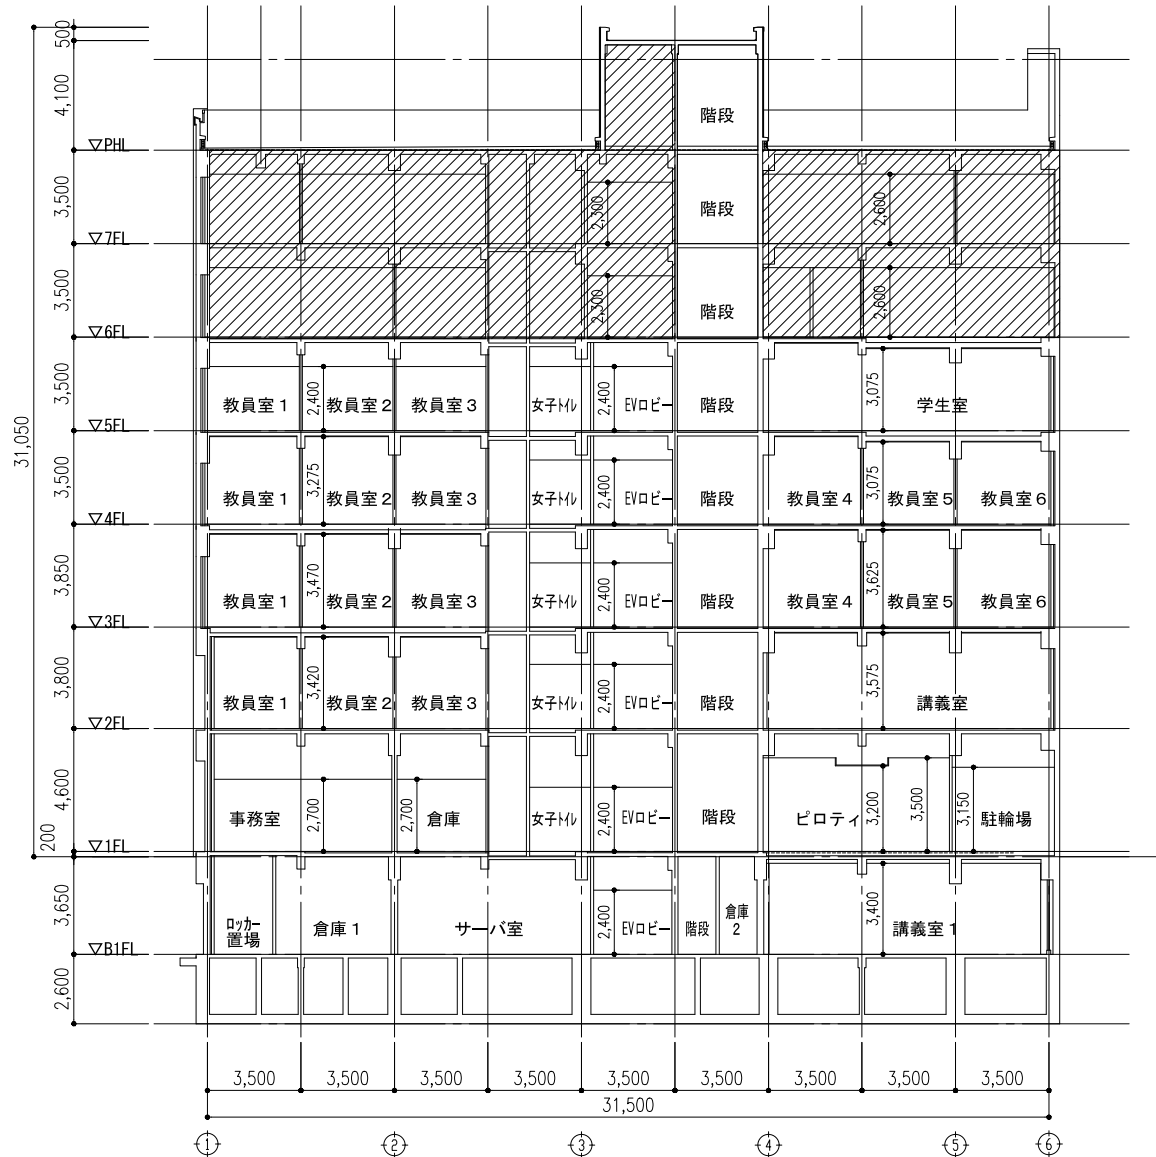 500
4,100
階段
▽PHL
3,500
2,300
階段
2,600
▽7FL
3,500
2,300
階段
2,600
▽6FL
3,500
教員室1
2,400
教員室2
教員室3
女子トイレ
2,400
EVロビー
階段
3,075
学生室
▽5FL
31,050
3,500
教員室1
3,275
教員室2
教員室3
女子トイレ
2,400
EVロビー
階段
教員室4
3,075
教員室5
教員室6
▽4FL
3,850
教員室1
3,470
教員室2
教員室3
女子トイレ
2,400
EVロビー
階段
教員室4
3,625
教員室5
教員室6
▽3FL
3,800
教員室1
3,420
教員室2
教員室3
女子トイレ
2,400
EVロビー
階段
3,575
講義室
▽2FL
4,600
事務室
2,700
2,700
倉庫
女子トイレ
2,400
EVロビー
階段
ピロティ
3,200
3,500
3,150
駐輪場
200
▽1FL
3,650
ロッカー
置場
倉庫1
サーバ室
2,400
EVロビー
階段
倉庫
2
3,400
講義室1
▽B1FL
2,600
3,500
3,500
3,500
3,500
3,500
3,500
3,500
3,500
3,500
31,500
1
2
3
4
5
6